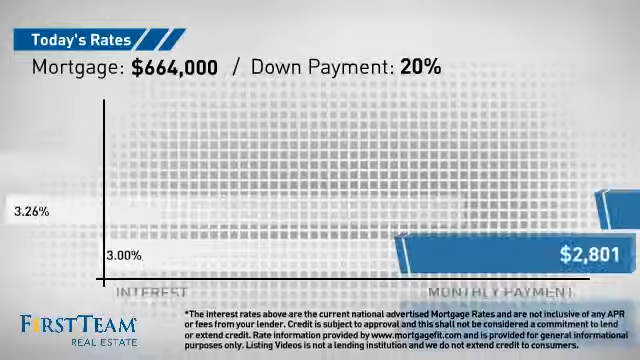 Today's Rates
Mortgage: $664,000 / Down Payment: 20%
3.26%
3.00%
$2,801
INTEREST MONTHLY PAYMENT
FIRSTTEAM®
REAL ESTATE
*The interest rates above are the current national advertised Mortgage Rates and are not inclusive of any APR
or fees from your lender. Credit is subject to approval and this shall not be considered a commitment to lend
or extend credit. Rate information provided by www.mortgagefit.com and is provided for general informational
purposes only. Listing Videos is not a lending institution and we do not extend credit to consumers.